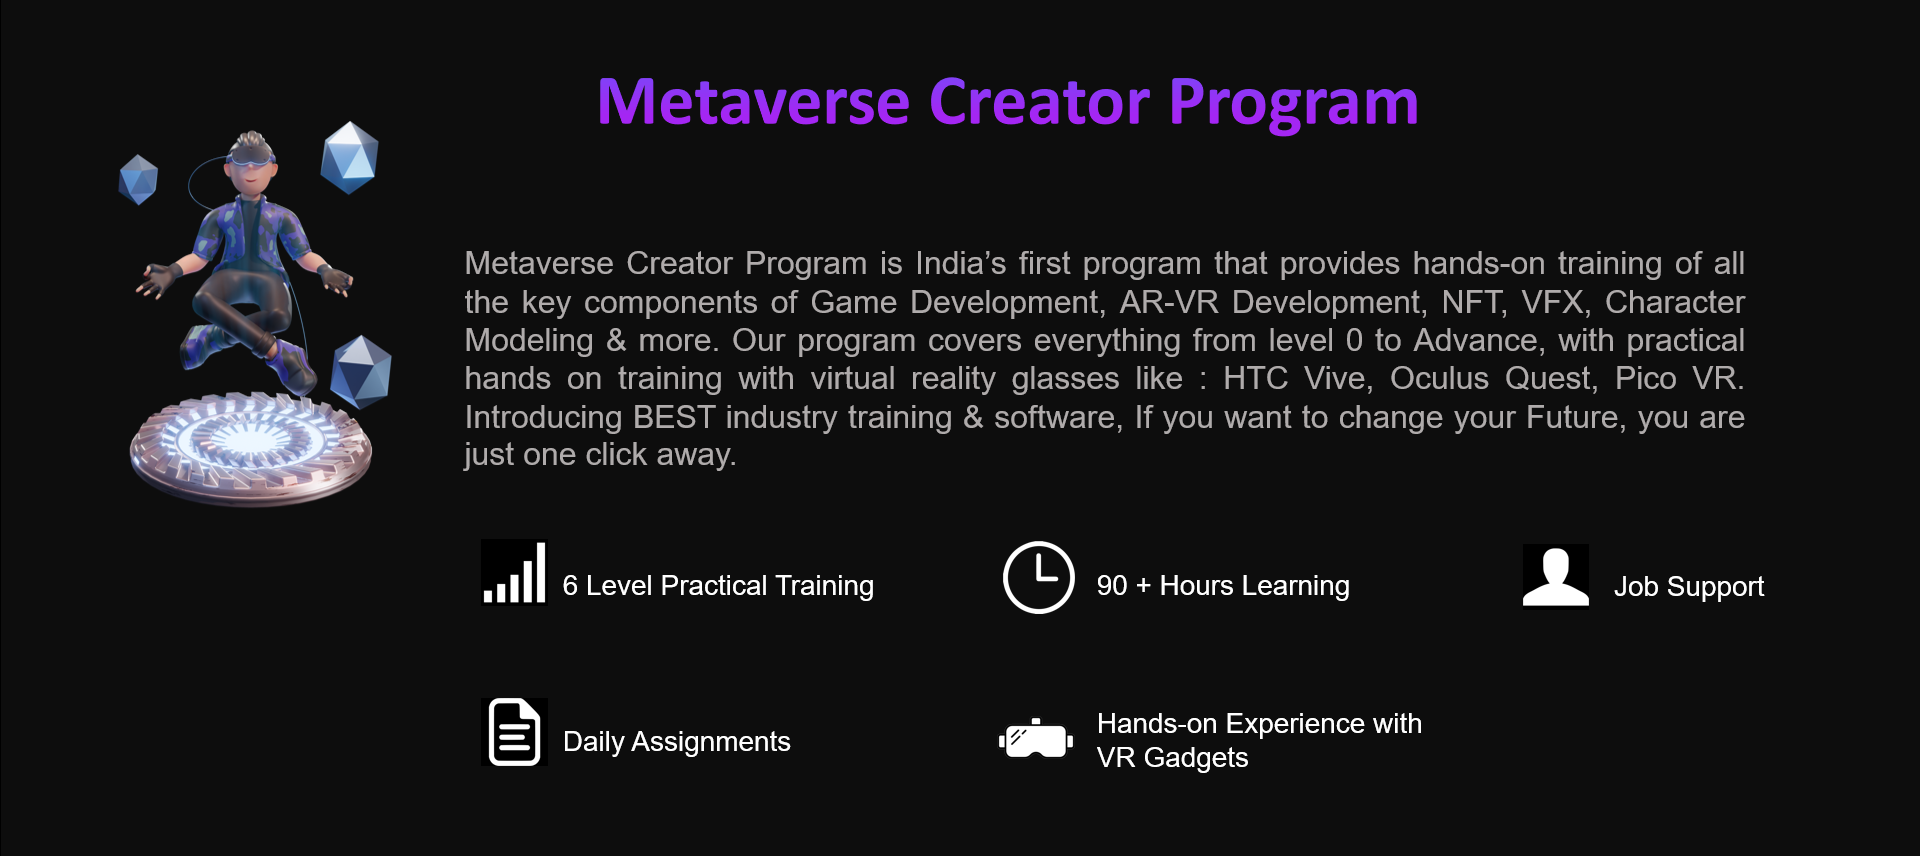 Metaverse Creator Program
Metaverse Creator Program is India’s first program that provides hands-on training of all
the key components of Game Development, AR-VR Development, NFT, VFX, Character
Modeling & more. Our program covers everything from level 0 to Advance, with practical
hands on training with virtual reality glasses like : HTC Vive, Oculus Quest, Pico VR.
Introducing BEST industry training & software, If you want to change your Future, you are
just one click away.
6 Level Practical Training
90 + Hours Learning
Job Support
Daily Assignments
Hands-on Experience with
VR Gadgets